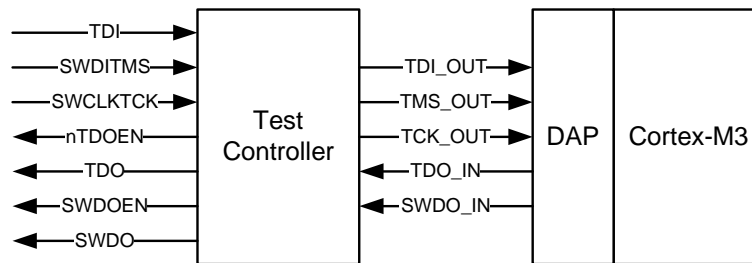 TDI
SWDITMS
SWCLKTCK
nTDOEN
TDO
SWDOEN
SWDO
Test
Controller
TDI_OUT
TMS_OUT
TCK_OUT
TDO_IN
SWDO_IN
DAP
Cortex-M3